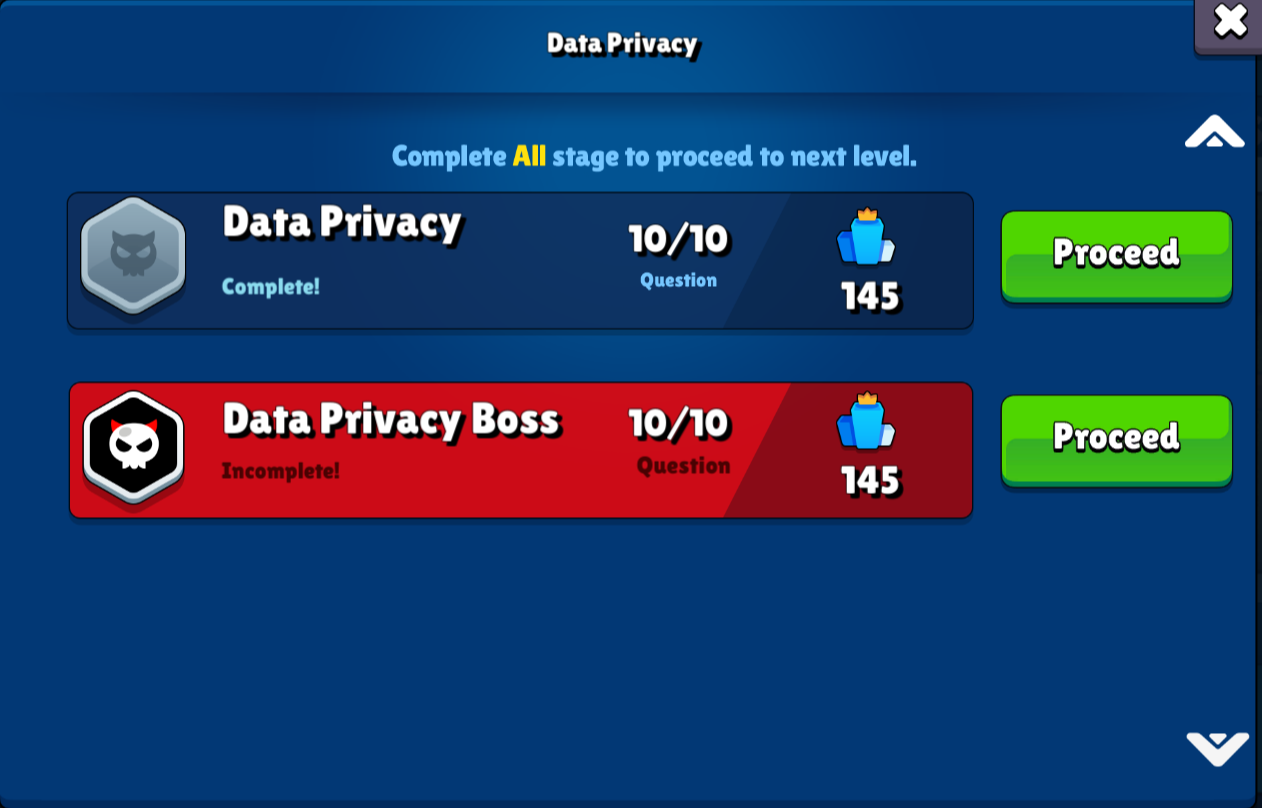 Data Privacy
Complete All stage to proceed to next level.
Data Privacy
10/10
Proceed
Complete!
Question
145
Data Privacy Boss
10/10
Proceed
Incomplete!
Question
145